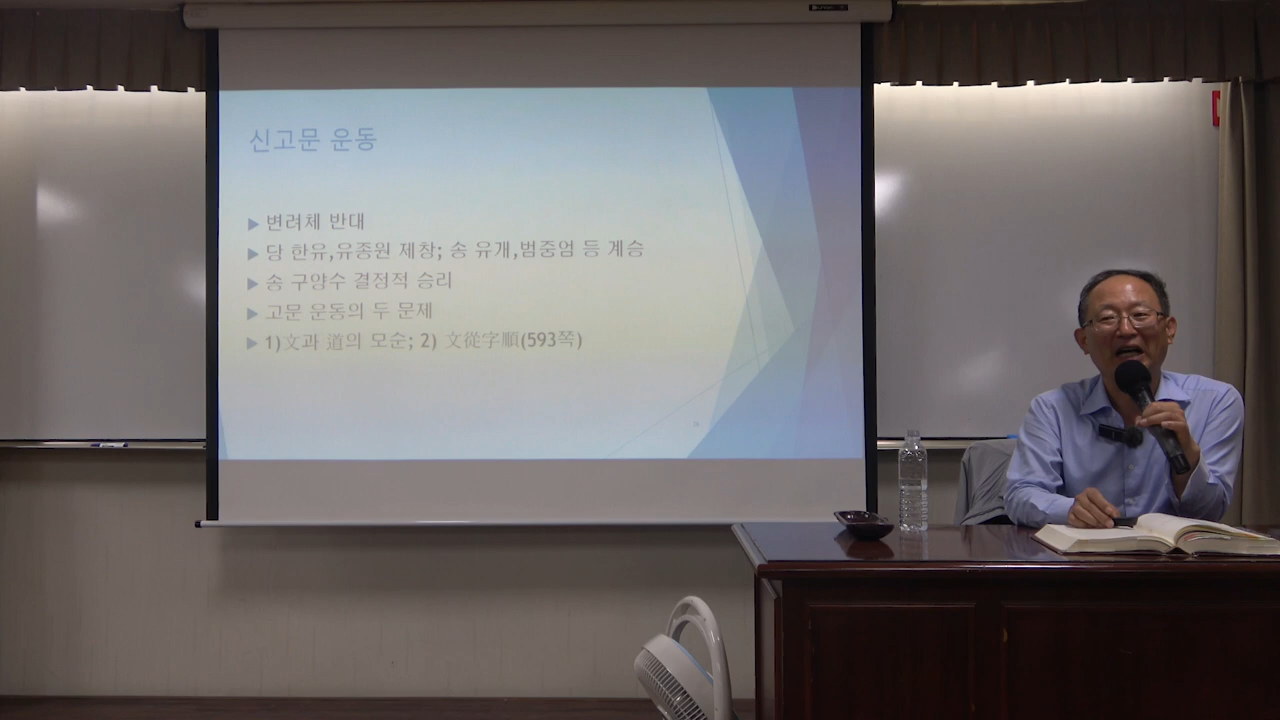 신고문 운동
변려체 반대
당 한유,유종원 제창; 송 유개,범중엄 등 계승
송 구양수 결정적 승리
고문 운동의 두 문제
1)文과 道의 모순; 2) 文從字順(593쪽)